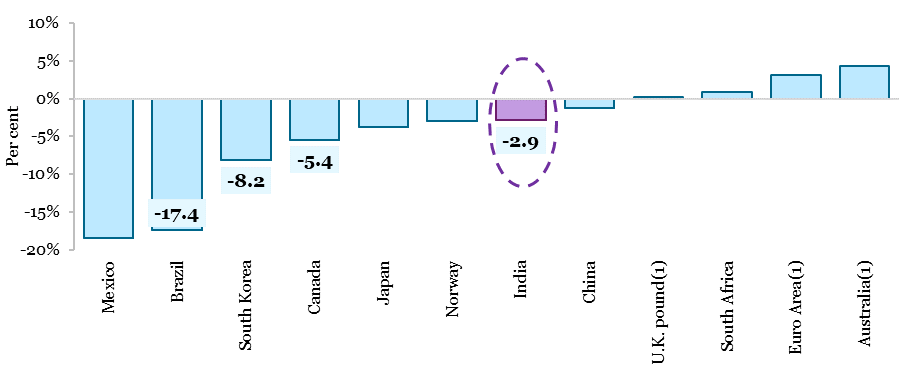 10%
5%
0%
-5%
-10%
-15%
-20%
Per cent
-17.4
-8.2
-5.4
-2.9
Mexico
Brazil
South Korea
Canada
Japan
Norway
India
China
U.K. pound(1)
South Africa
Euro Area(1)
Australia(1)